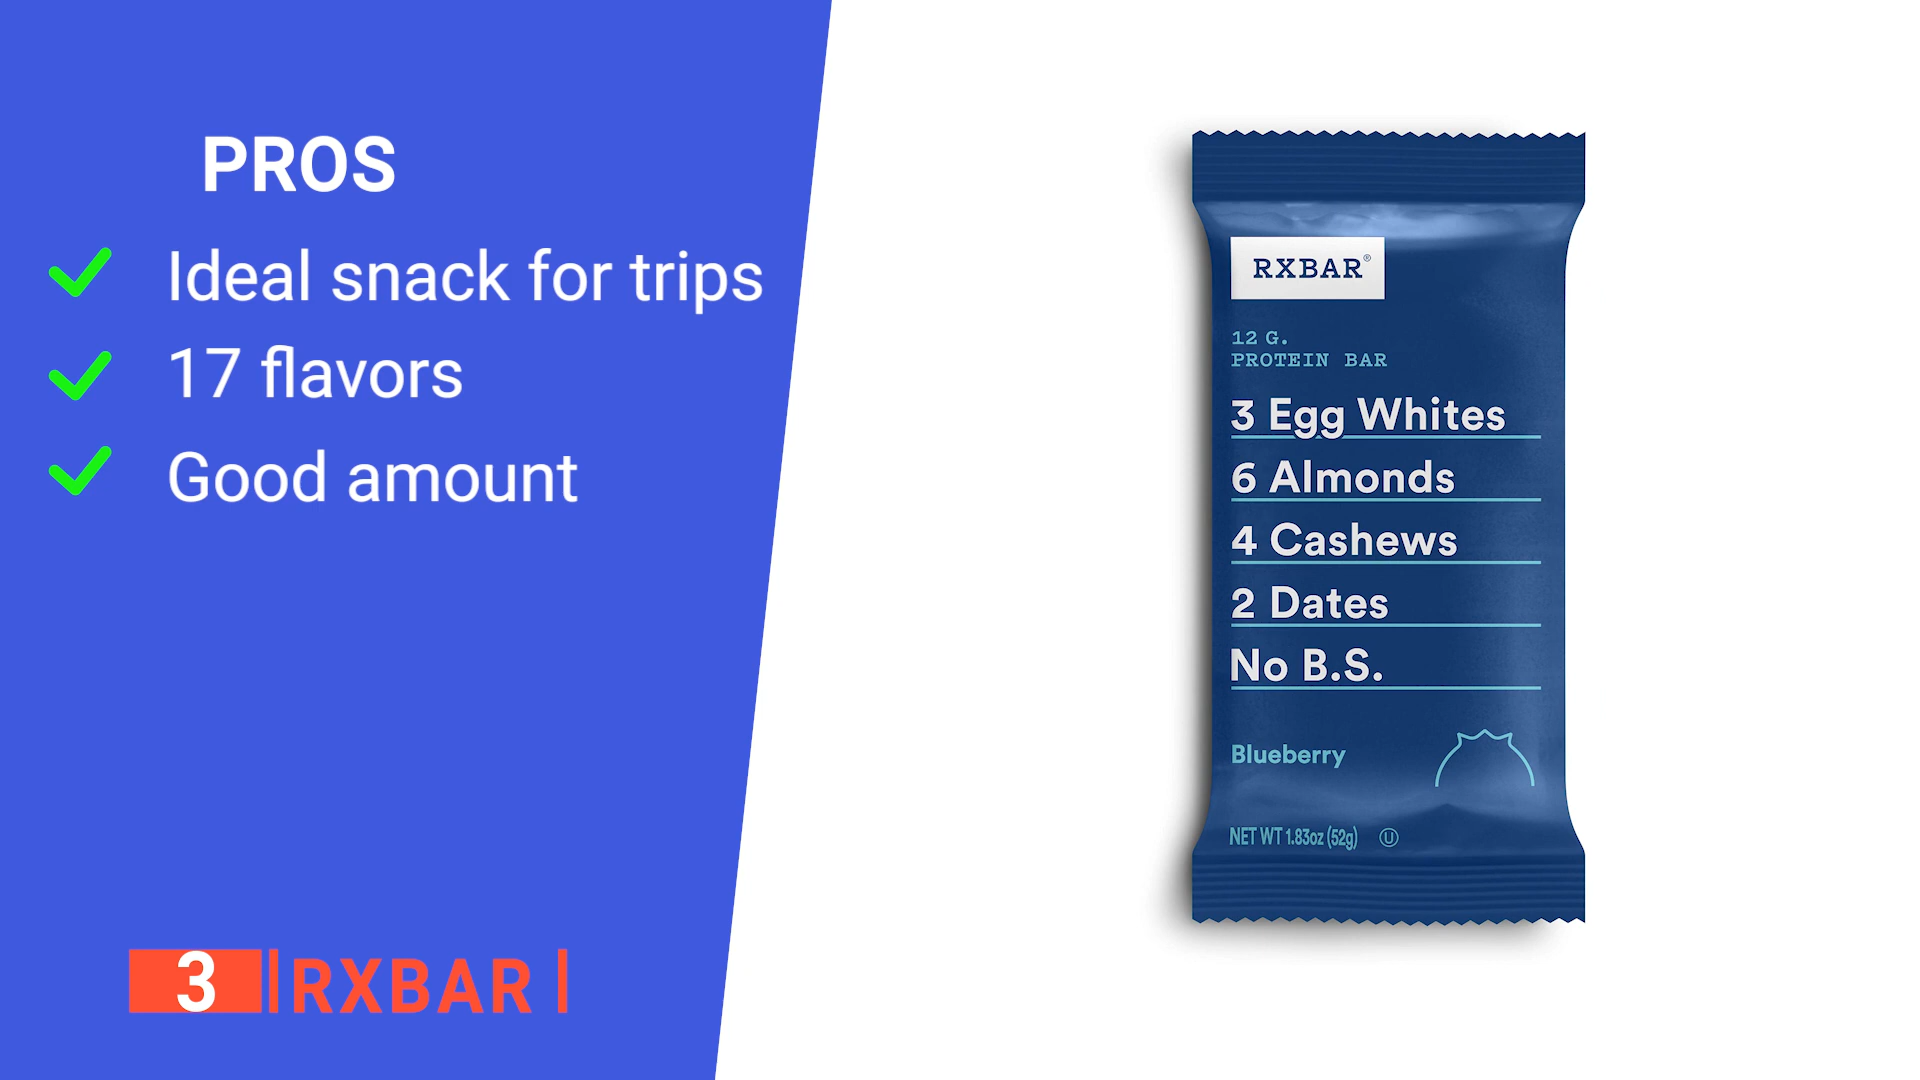 PROS
Ideal snack for trips
17 flavors
Good amount
3 RXBAR
RXBAR®
12 G.
PROTEIN BAR
3 Egg Whites
6 Almonds
4 Cashews
2 Dates
No B.S.
Blueberry
NET WT 1.83oz (52g) Ⓤ